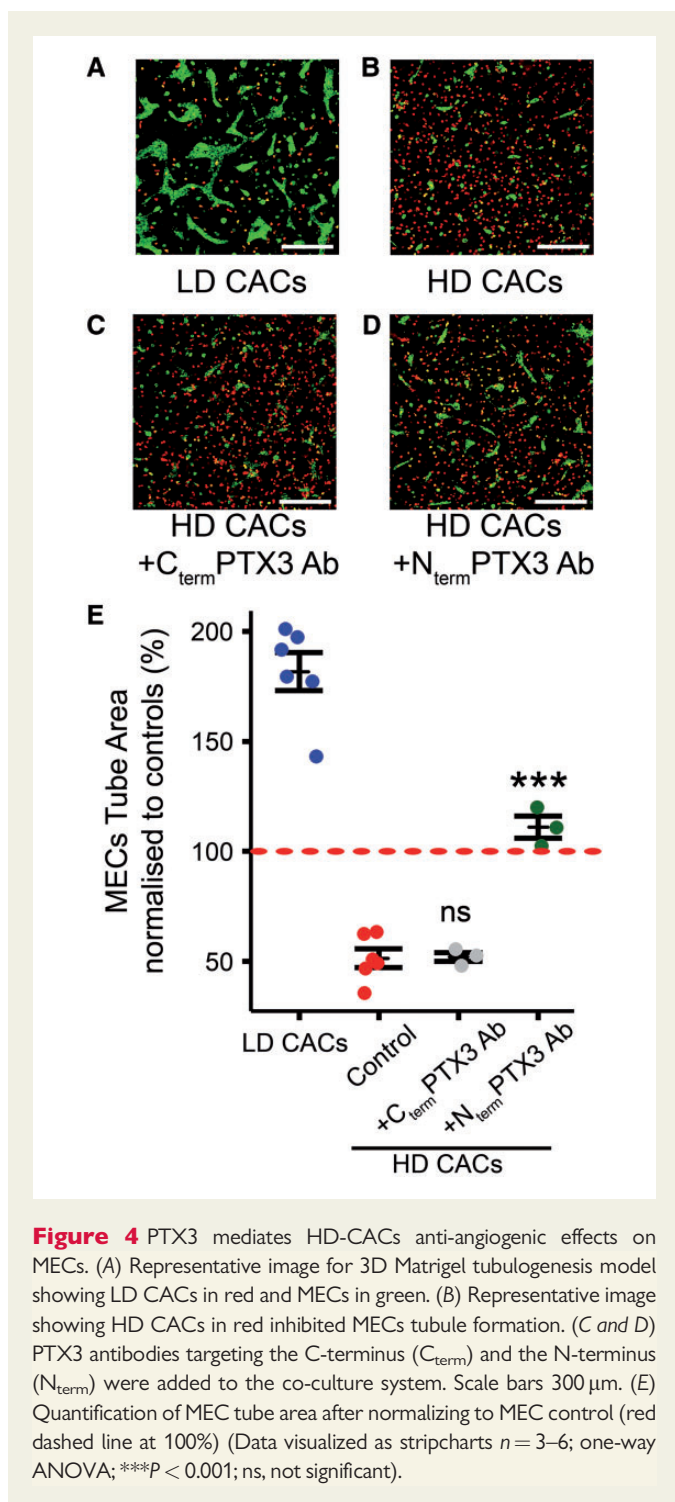 A
B
LD CACs
HD CACs
C
D
HD CACs
+CtermPTX3 Ab
HD CACs
+NtermPTX3 Ab
E
MECs Tube Area
normalised to controls (%)
200
150
100
50
***
ns
LD CACs
Control
+CtermPTX3 Ab
+NtermPTX3 Ab
HD CACs
Figure 4 PTX3 mediates HD-CACs anti-angiogenic effects on
MECs. (A) Representative image for 3D Matrigel tubulogenesis model
showing LD CACs in red and MECs in green. (B) Representative image
showing HD CACs in red inhibited MECs tubule formation. (C and D)
PTX3 antibodies targeting the C-terminus (Cterm) and the N-terminus
(Nterm) were added to the co-culture system. Scale bars 300 μm. (E)
Quantification of MEC tube area after normalizing to MEC control (red
dashed line at 100%) (Data visualized as stripcharts n = 3–6; one-way
ANOVA; ***P < 0.001; ns, not significant).